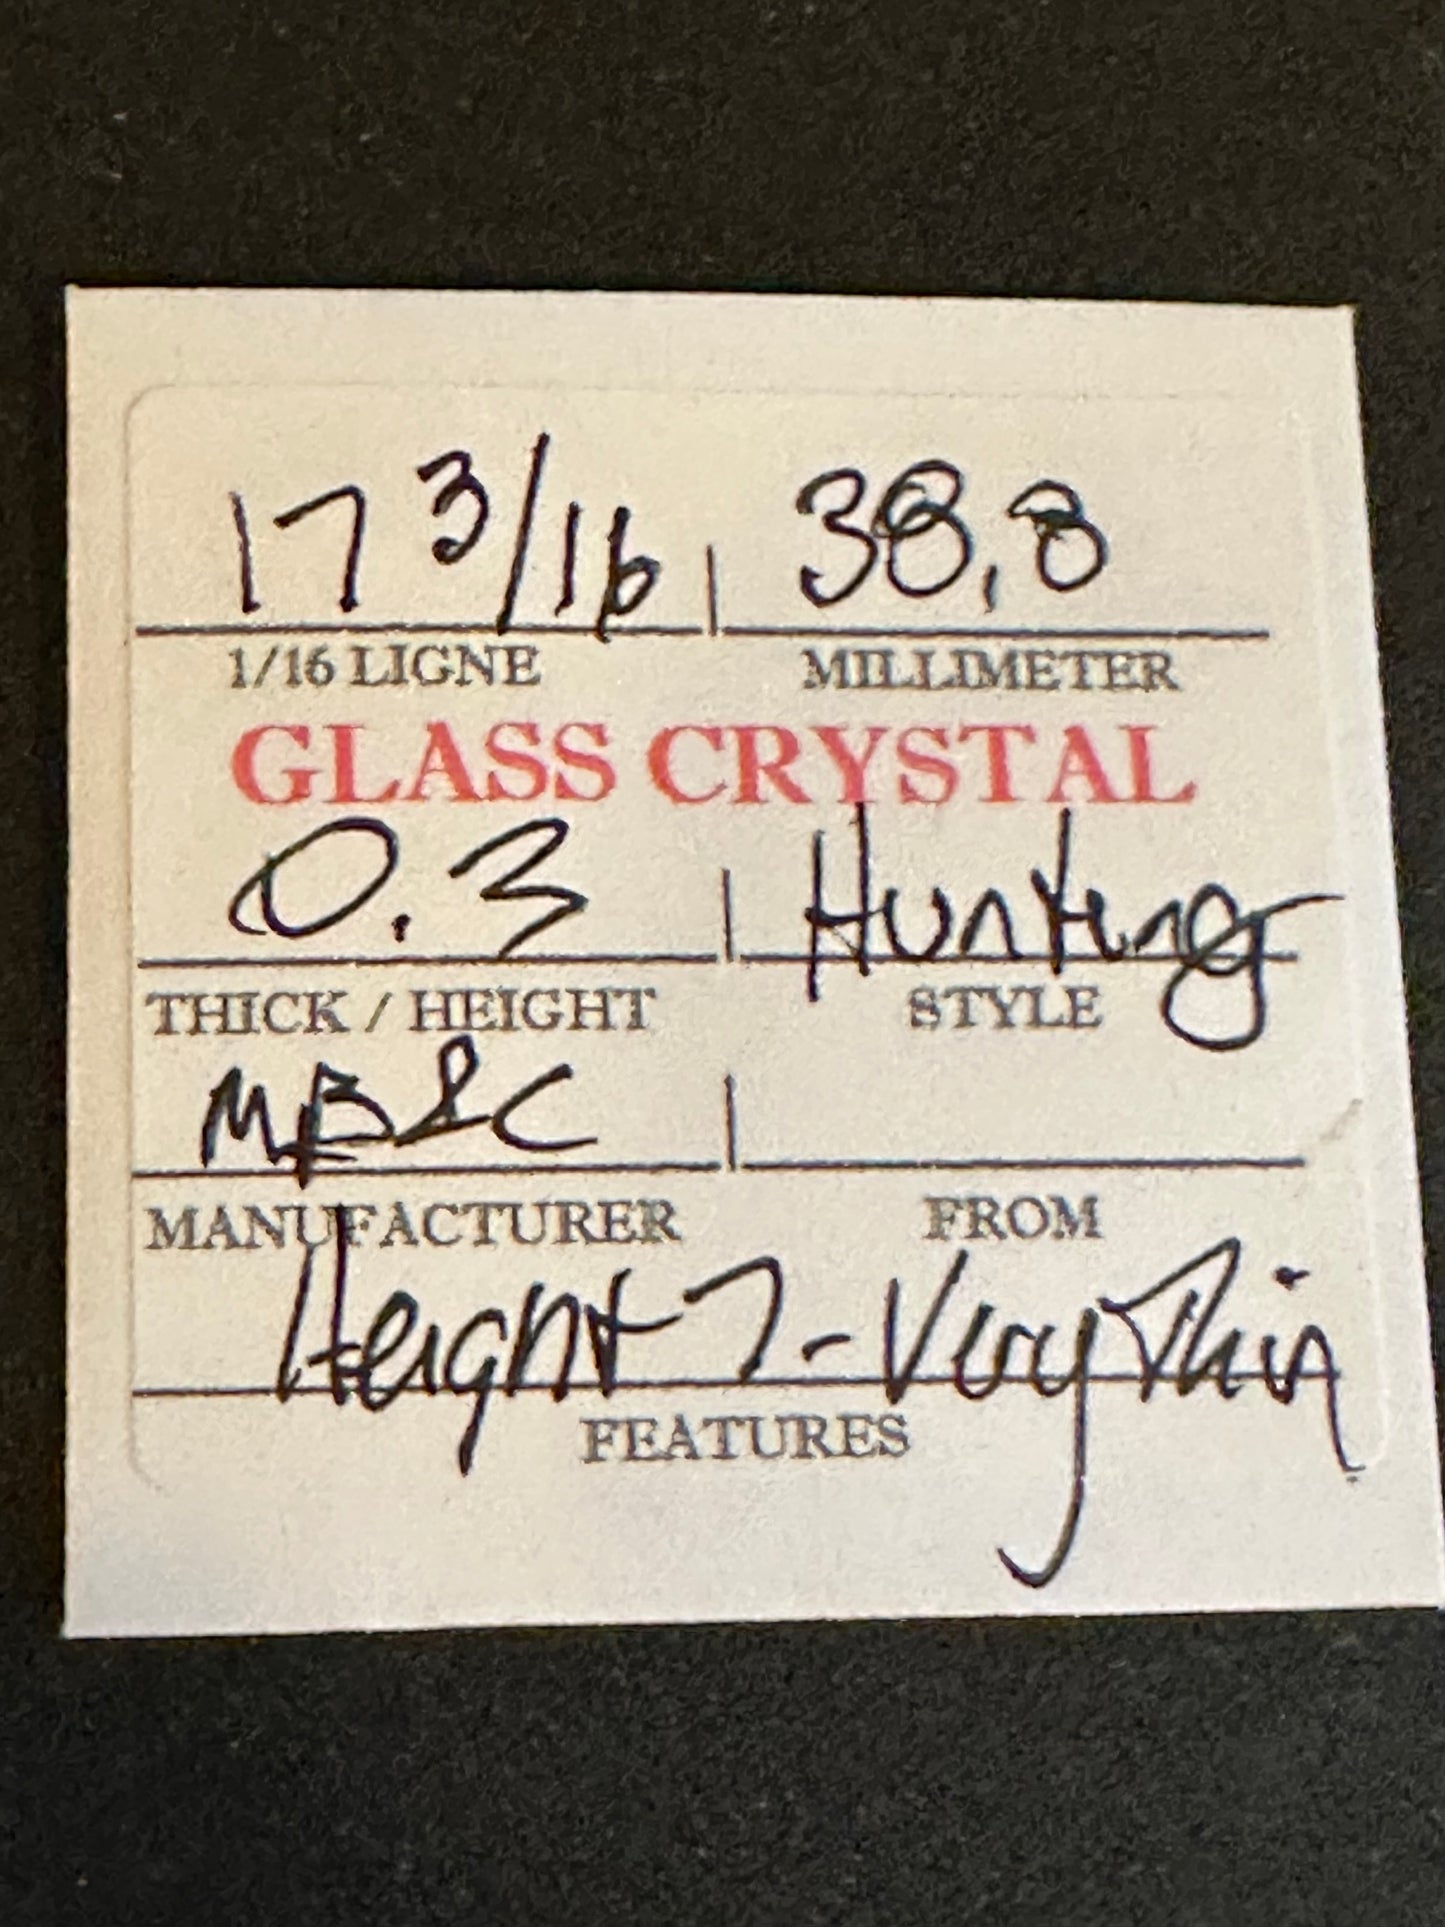 17 3/16 38.8
1/16 LIGNE MILLIMETER
GLASS CRYSTAL
0.3 Hunting
THICK / HEIGHT STYLE
MB&C
MANUFACTURER FROM
Height 7 - Very Thin
FEATURES